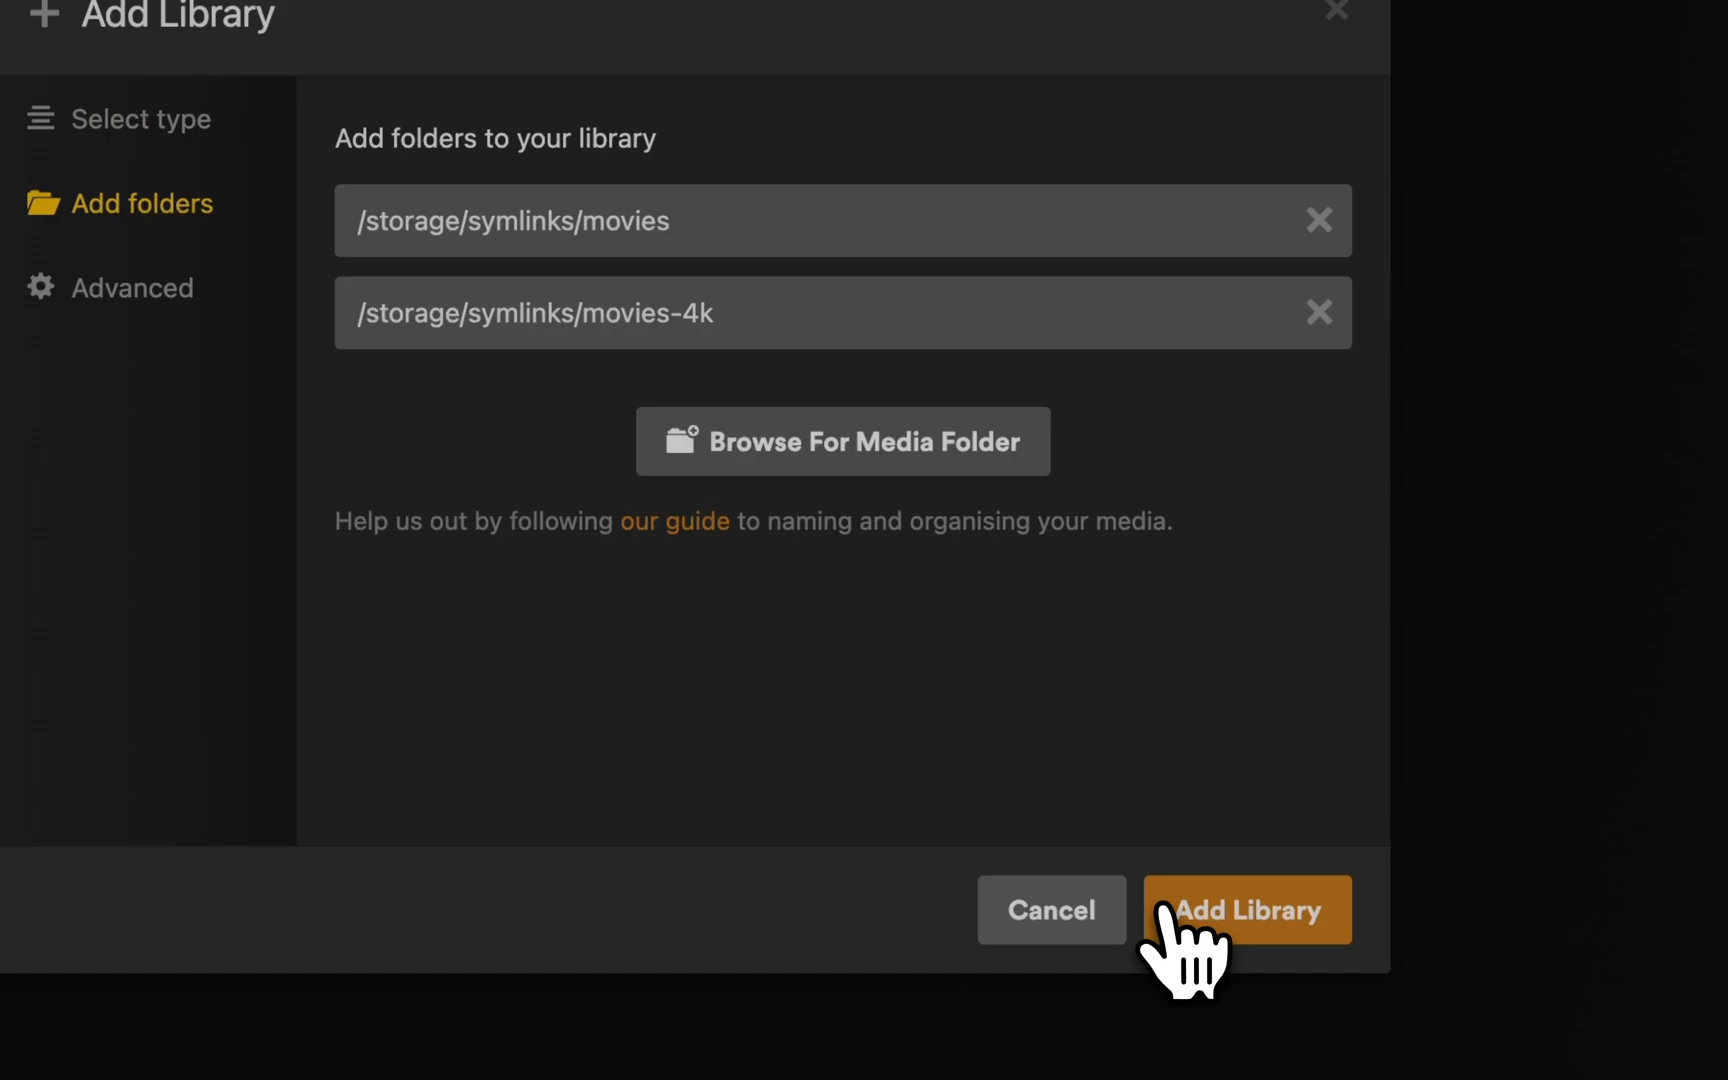 Add Library
Select type
Add folders
Advanced
Add folders to your library
/storage/symlinks/movies
/storage/symlinks/movies-4k
Browse For Media Folder
Help us out by following our guide to naming and organising your media.
Cancel
Add Library